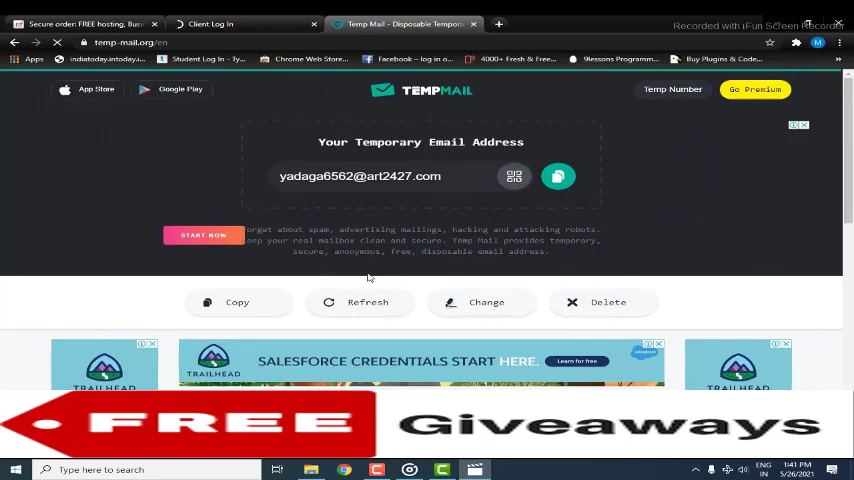 Secure order: FREE hosting, Busi
Client Log In
Temp Mail - Disposable Tempora
Recorded with iFun Screen Recorder
temp-mail.org/en
M
Apps
indiatoday.intoday.i...
Student Log In - Ty...
Chrome Web Store...
Facebook – log in o...
4000+ Fresh & Free...
9lessons Programm...
Buy Plugins & Code...
»
App Store
Google Play
TEMPMAIL
Temp Number
Go Premium
Your Temporary Email Address
yadaga6562@art2427.com
START NOW
orget about spam, advertising mailings, hacking and attacking robots.
eep your real mailbox clean and secure. Temp Mail provides temporary,
secure, anonymous, free, disposable email address.
Copy
Refresh
Change
Delete
TRAILHEAD
TRAILHEAD
SALESFORCE CREDENTIALS START HERE.
Learn for free
salesforce
TRAILHEAD
FREE Giveaways
Type here to search
ENG
IN
1:41 PM
5/26/2021